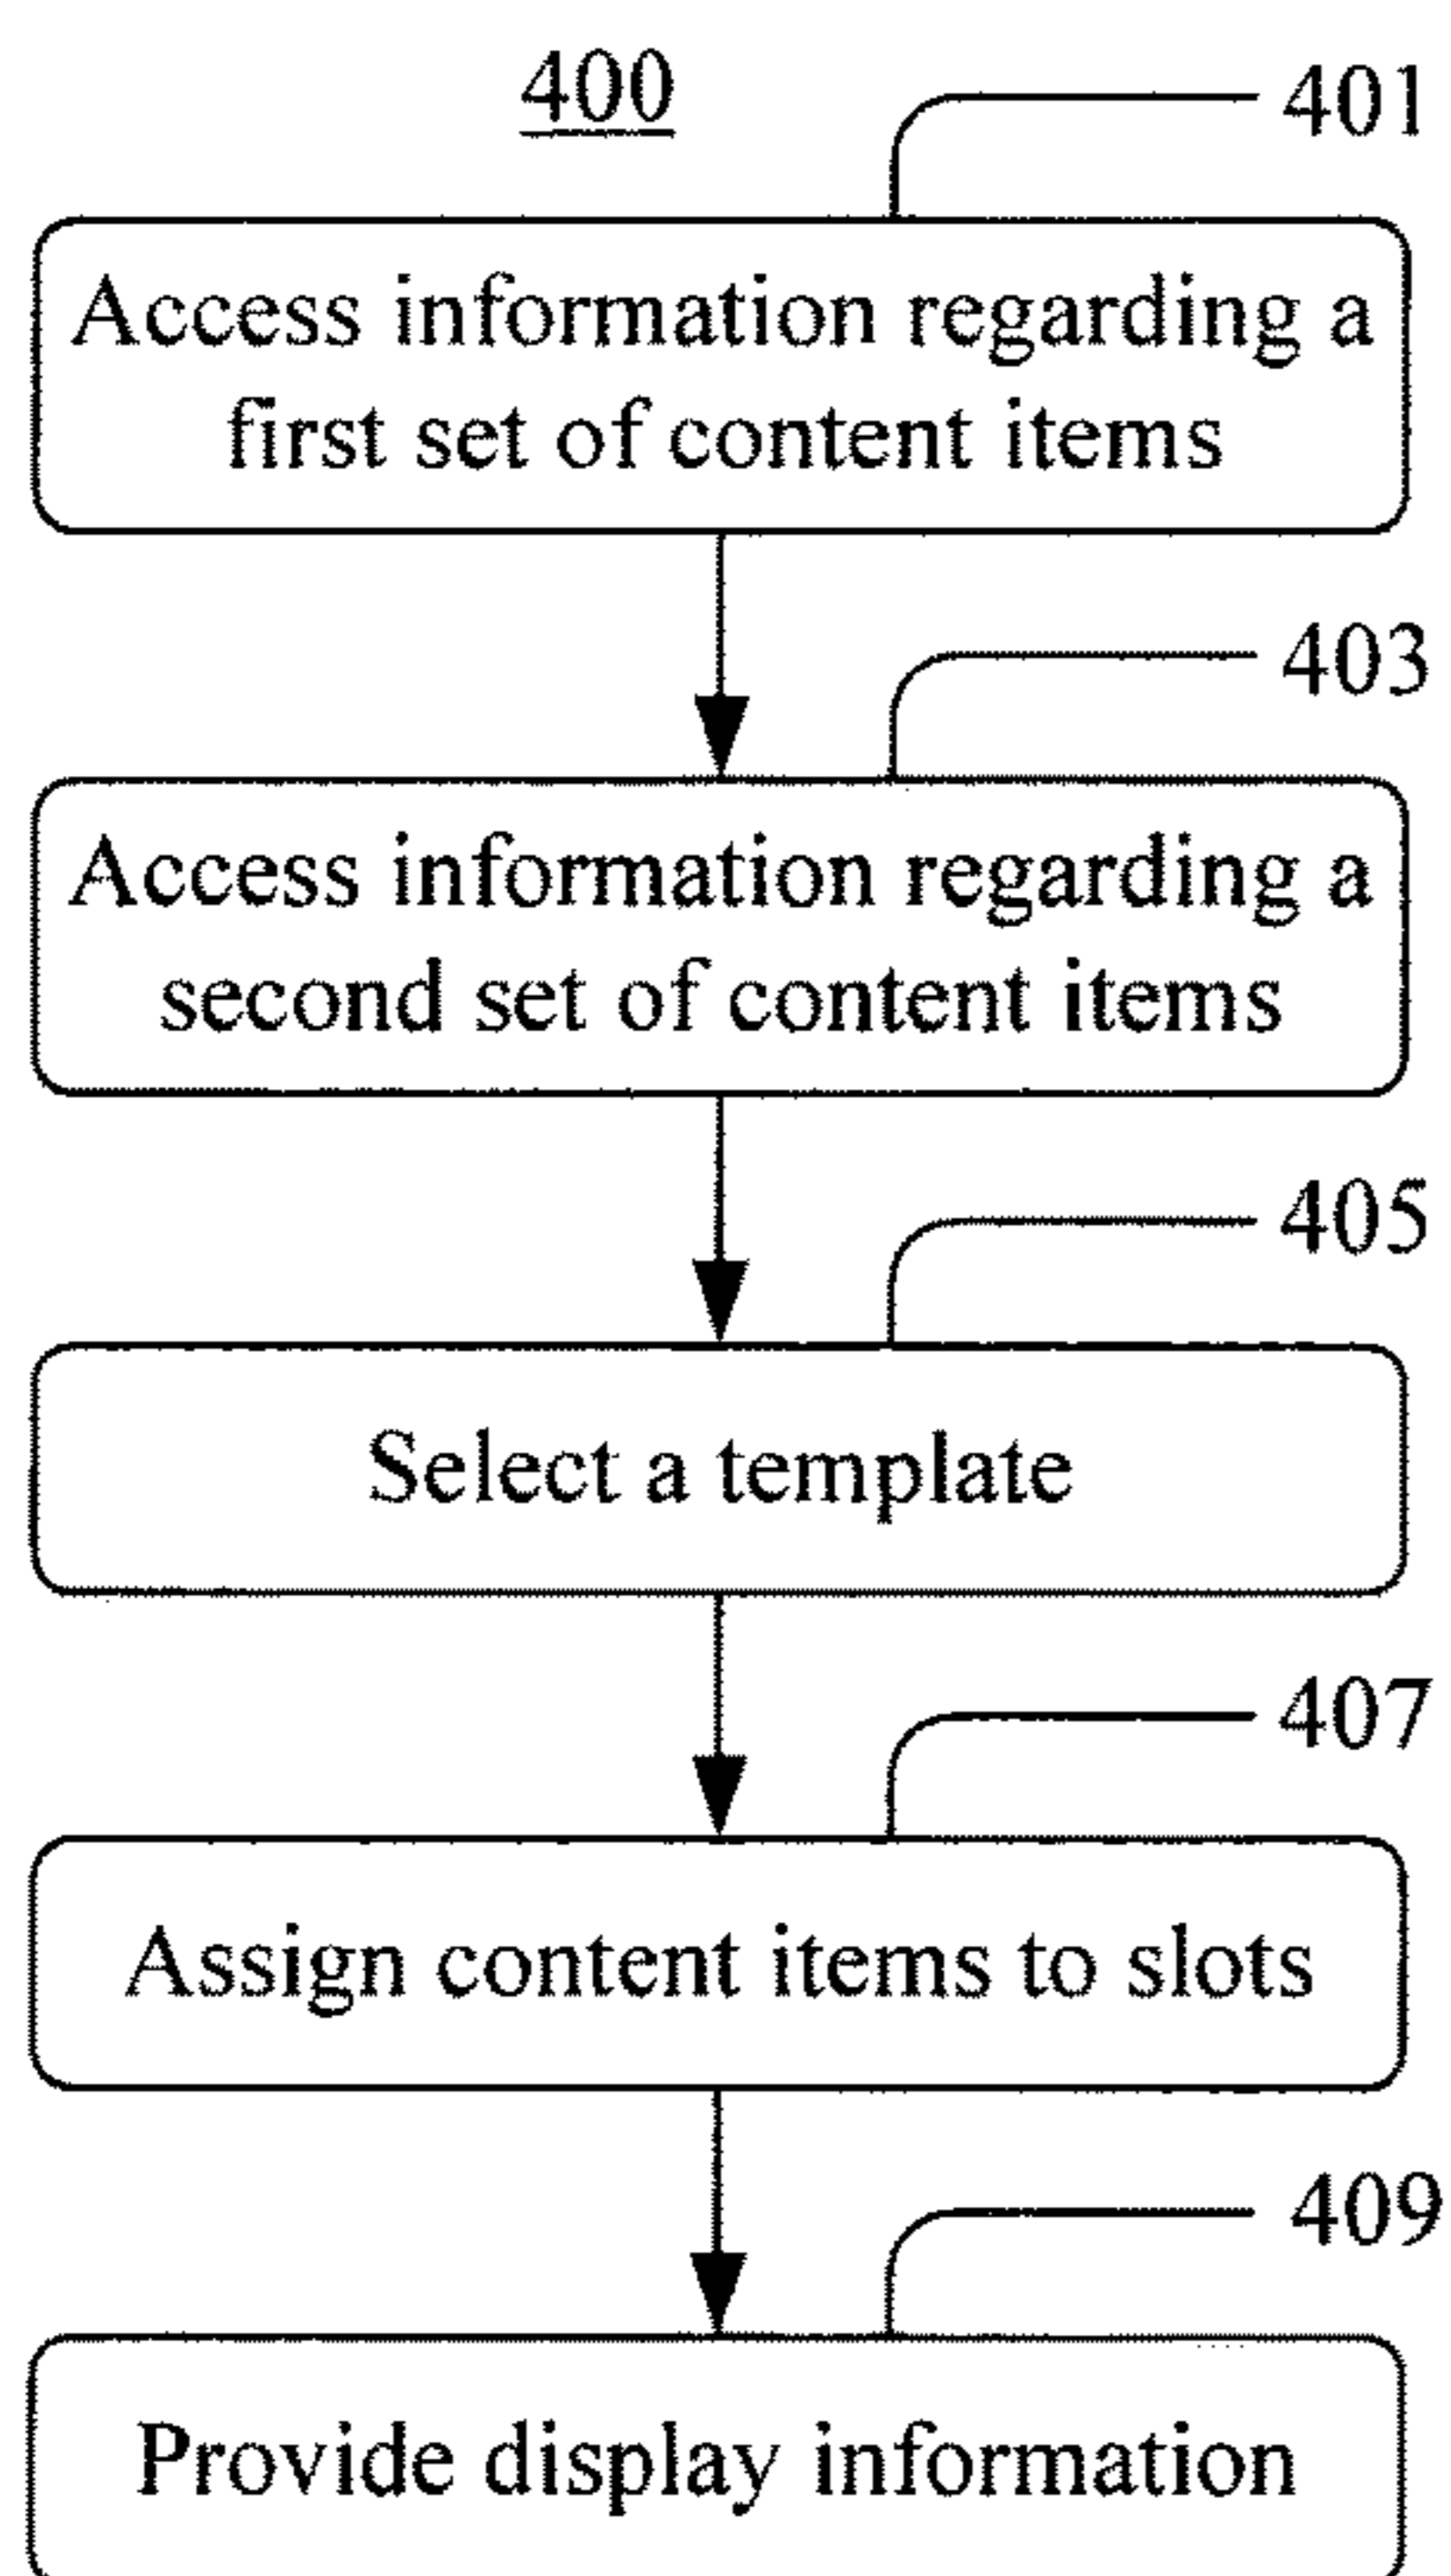 400
401
Access information regarding a
first set of content items
403
Access information regarding a
second set of content items
405
Select a template
407
Assign content items to slots
409
Provide display information